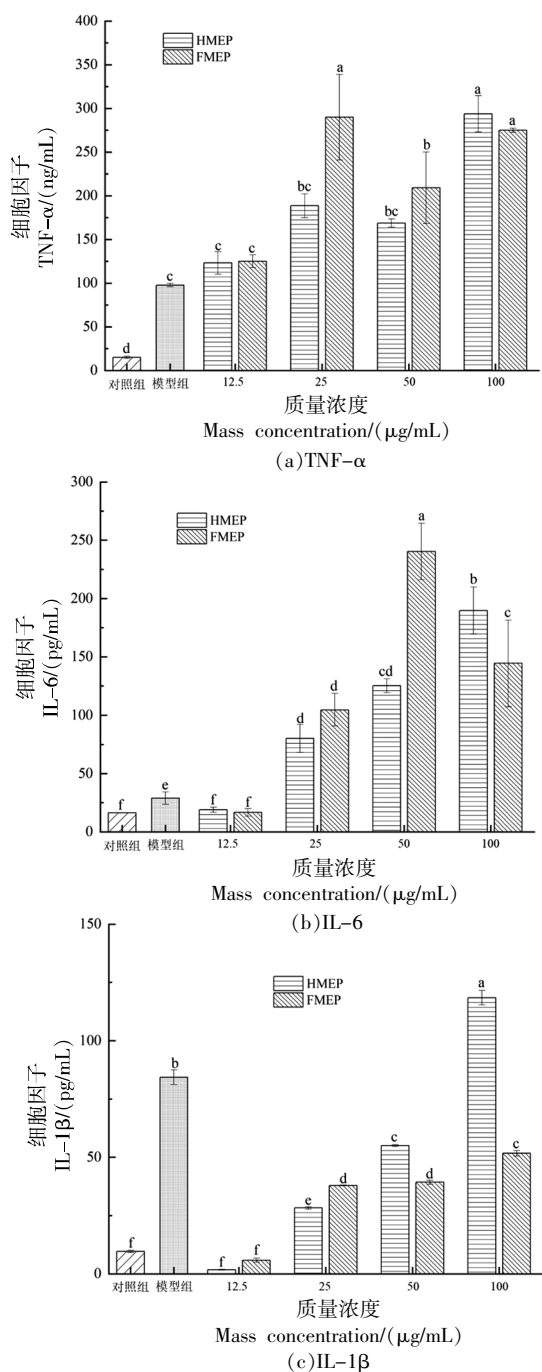 400
350
300
250
200
150
100
50
0
细胞因子
TNF-α/(ng/mL)
HMEP
FMEP
d
c
c
c
bc
a
bc
b
a
a
对照组 模型组 12.5 25 50 100
质量浓度
Mass concentration/(μg/mL)
(a)TNF-α
300
250
200
150
100
50
0
细胞因子
IL-6/(pg/mL)
HMEP
FMEP
f
e
f
f
d
d
cd
a
b
c
对照组 模型组 12.5 25 50 100
质量浓度
Mass concentration/(μg/mL)
(b)IL-6
150
100
50
0
细胞因子
IL-1β/(pg/mL)
HMEP
FMEP
f
b
f
f
e
d
c
d
a
c
对照组 模型组 12.5 25 50 100
质量浓度
Mass concentration/(μg/mL)
(c)IL-1β